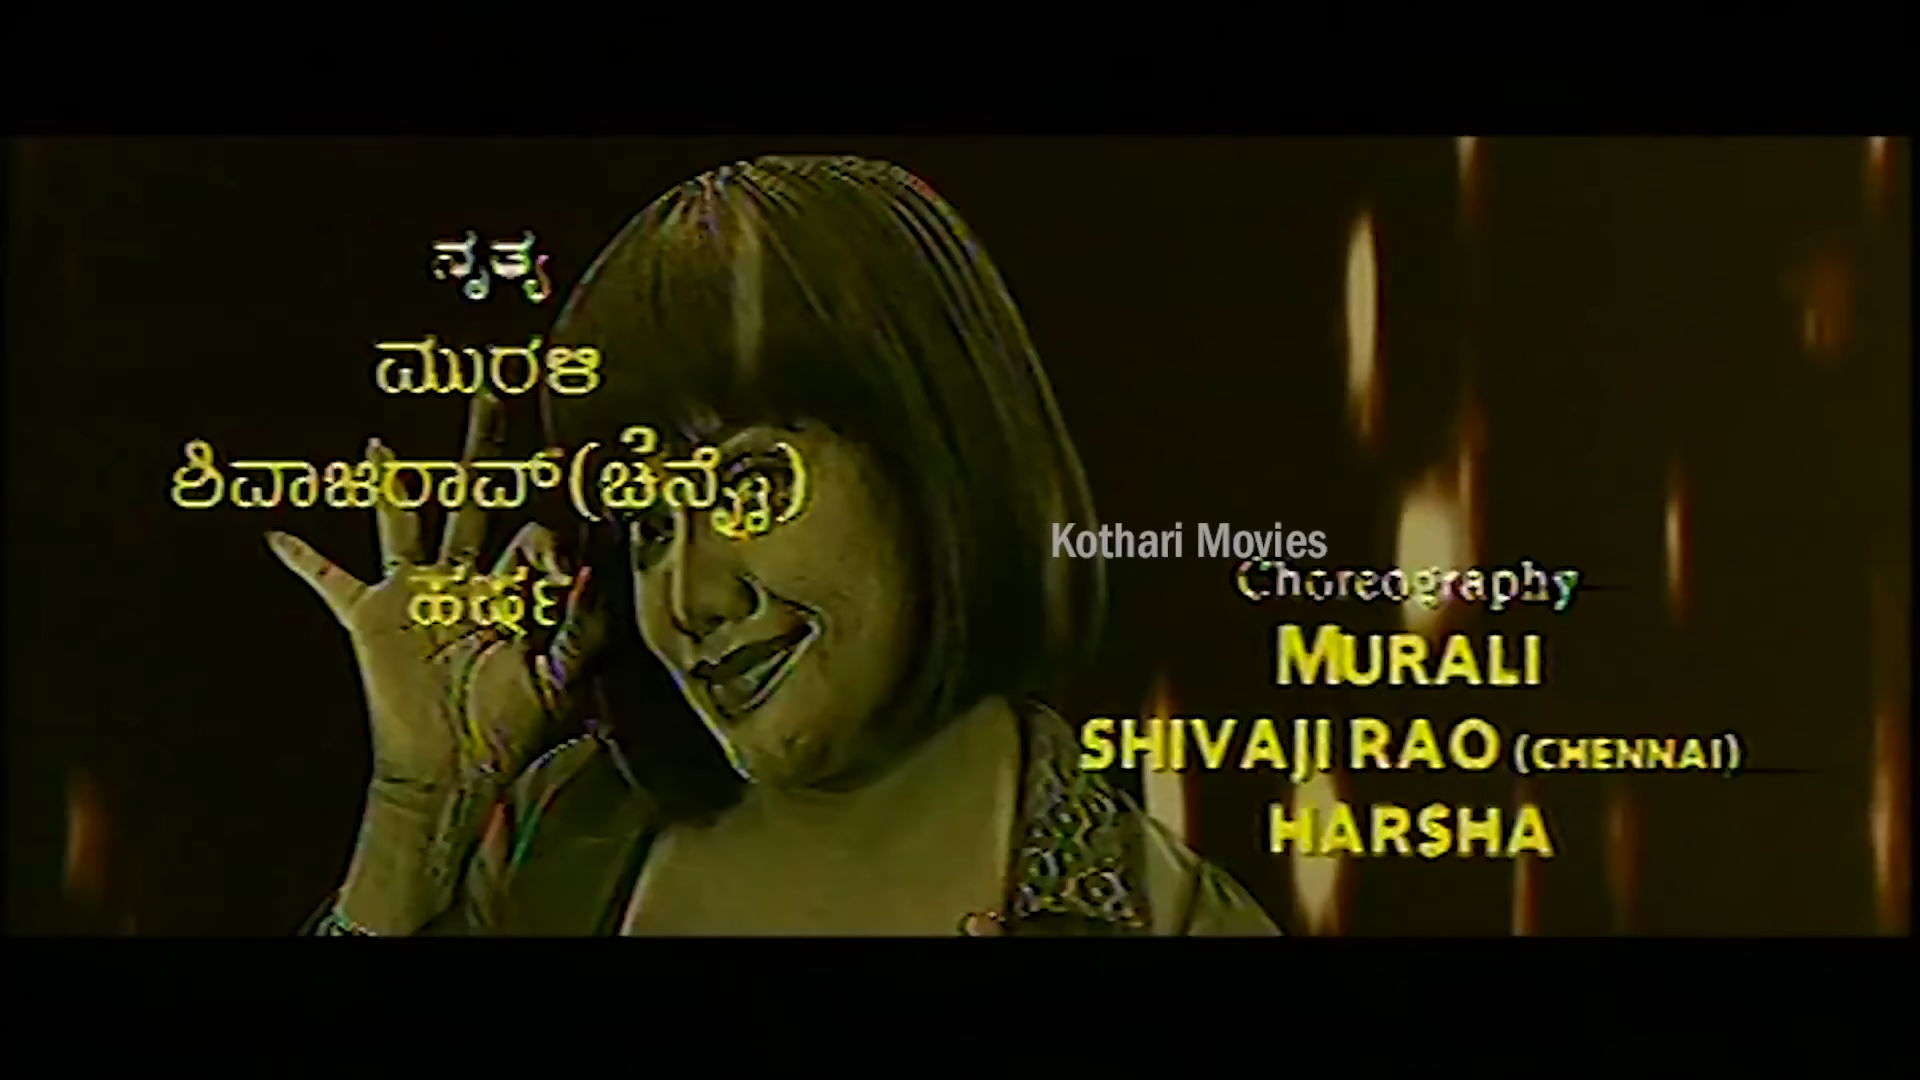 ನೃತ್ಯ
ಮುರಳಿ
ಶಿವಾಜಿರಾವ್(ಚೆನ್ನೈ)
ಹರ್ಷ
Kothari Movies
Choreography
MURALI
SHIVAJI RAO (CHENNAI)
HARSHA